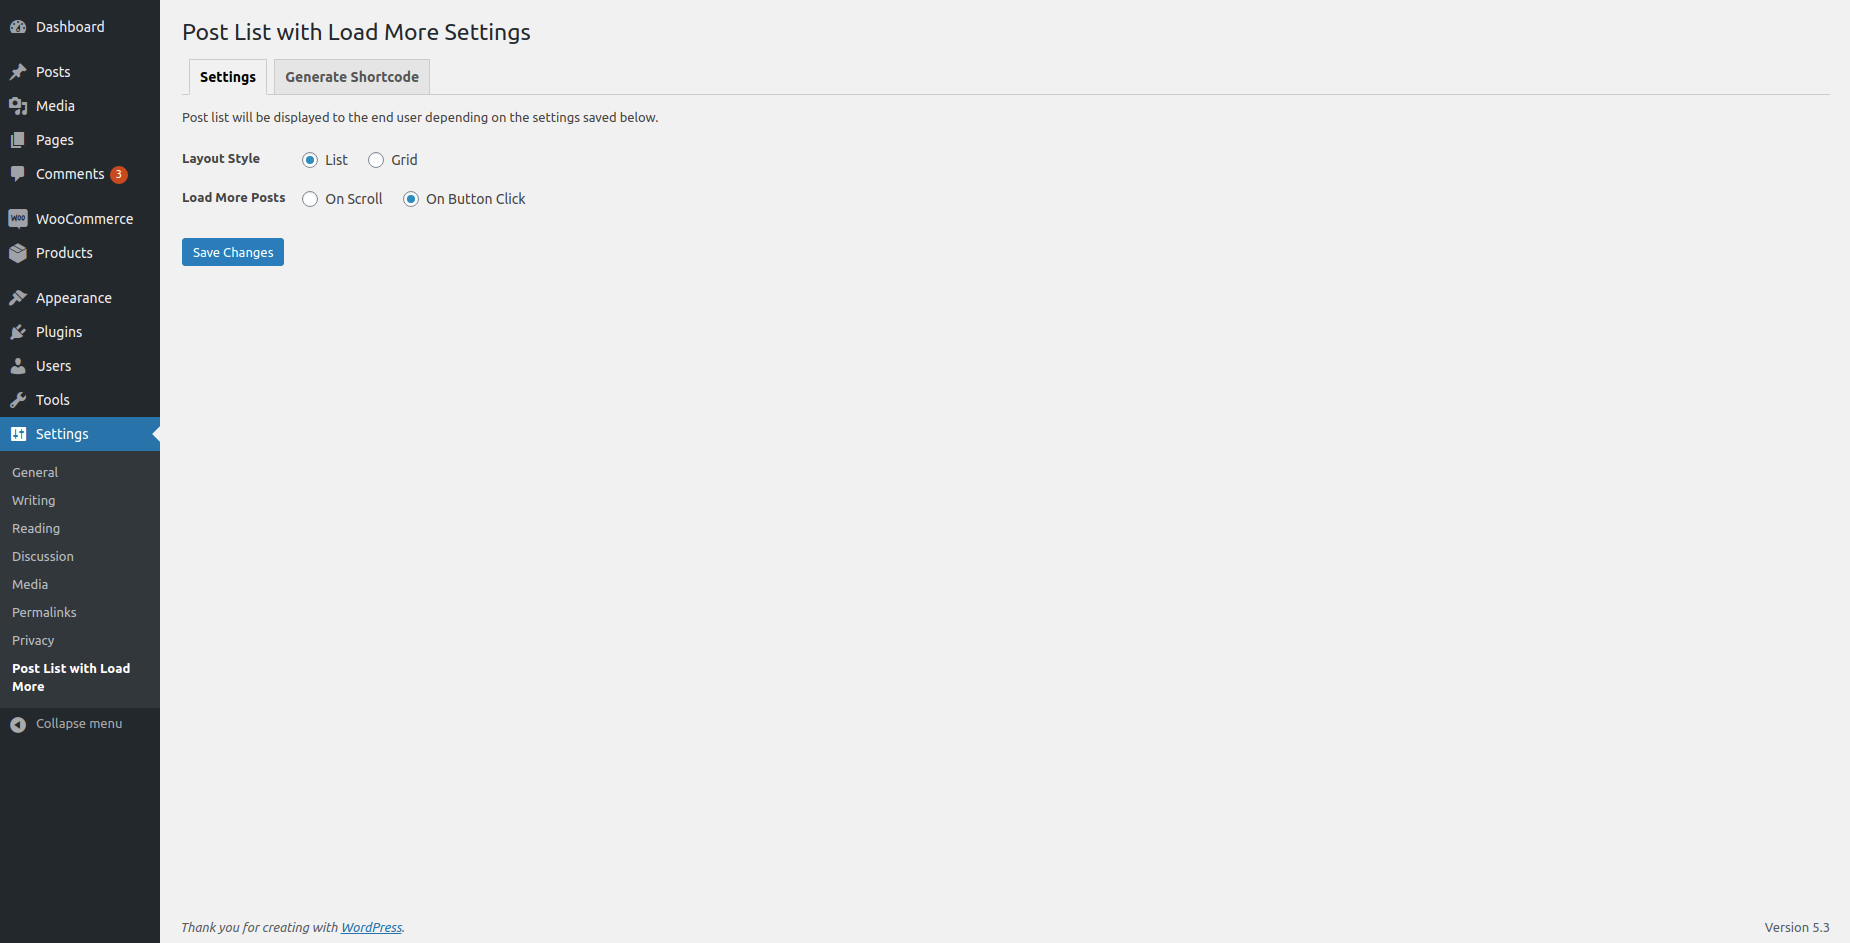 Dashboard
Posts
Media
Pages
Comments 3
WOO WooCommerce
Products
Appearance
Plugins
Users
Tools
Settings
General
Writing
Reading
Discussion
Media
Permalinks
Privacy
Post List with Load
More
Collapse menu
Post List with Load More Settings
Settings Generate Shortcode
Post list will be displayed to the end user depending on the settings saved below.
Layout Style List Grid
Load More Posts On Scroll On Button Click
Save Changes
Thank you for creating with WordPress. Version 5.3